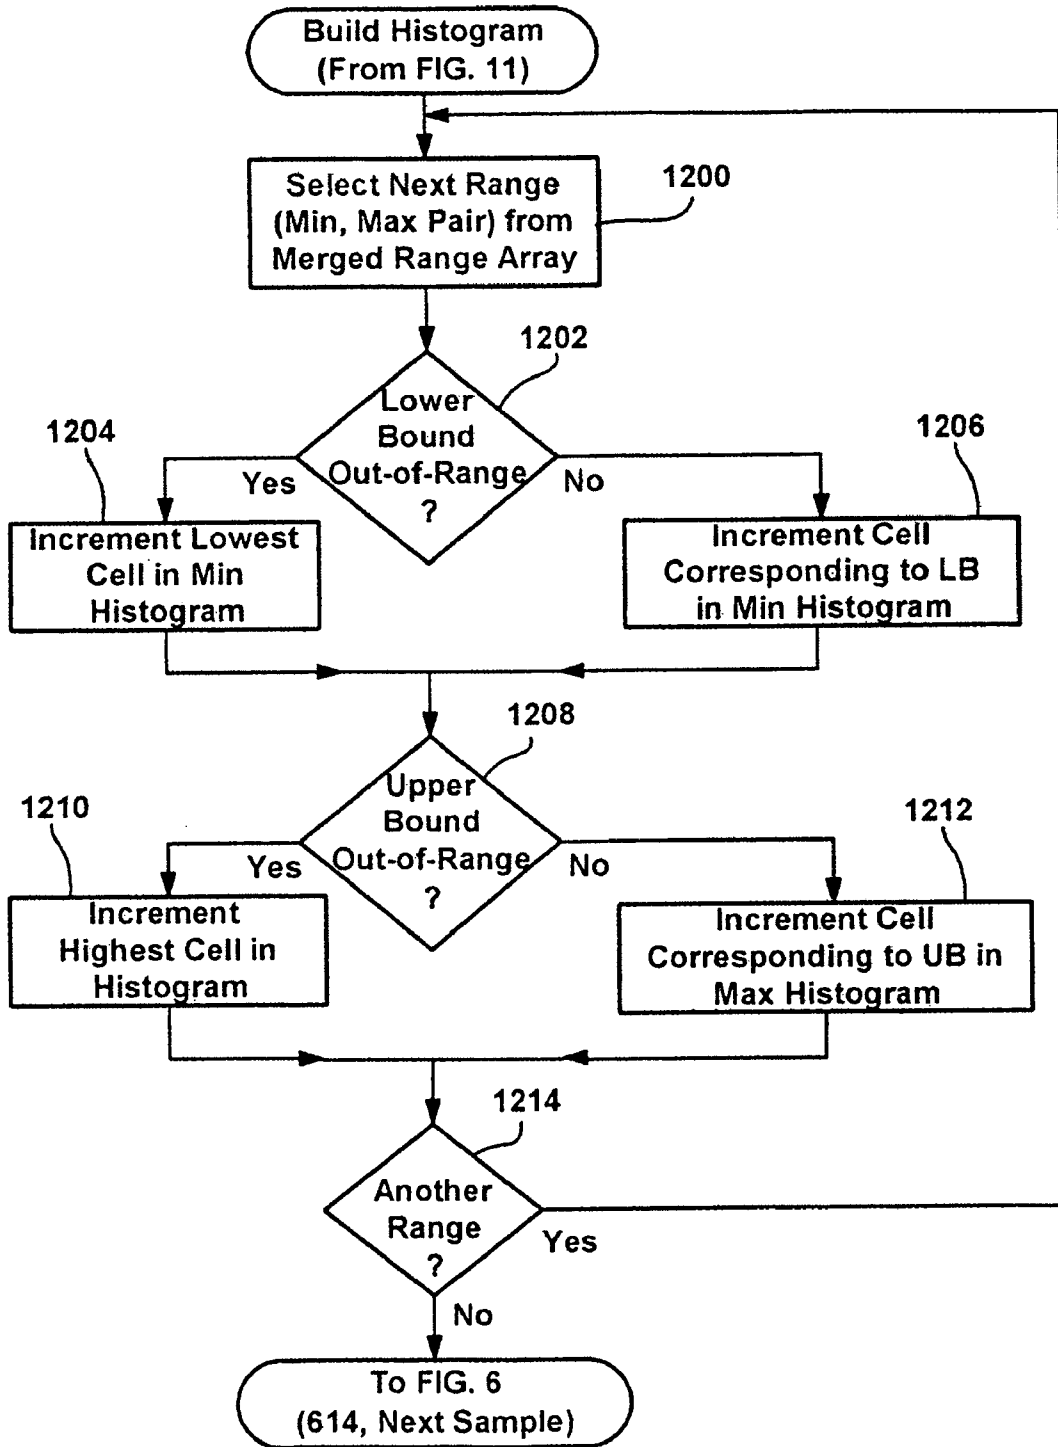 Build Histogram
(From FIG. 11)
1200
Select Next Range
(Min, Max Pair) from
Merged Range Array
1202
Lower
Bound
Out-of-Range
?
Yes
No
1204
Increment Lowest
Cell in Min
Histogram
1206
Increment Cell
Corresponding to LB
in Min Histogram
1208
Upper
Bound
Out-of-Range
?
Yes
No
1210
Increment
Highest Cell in
Histogram
1212
Increment Cell
Corresponding to UB in
Max Histogram
1214
Another
Range
?
Yes
No
To FIG. 6
(614, Next Sample)